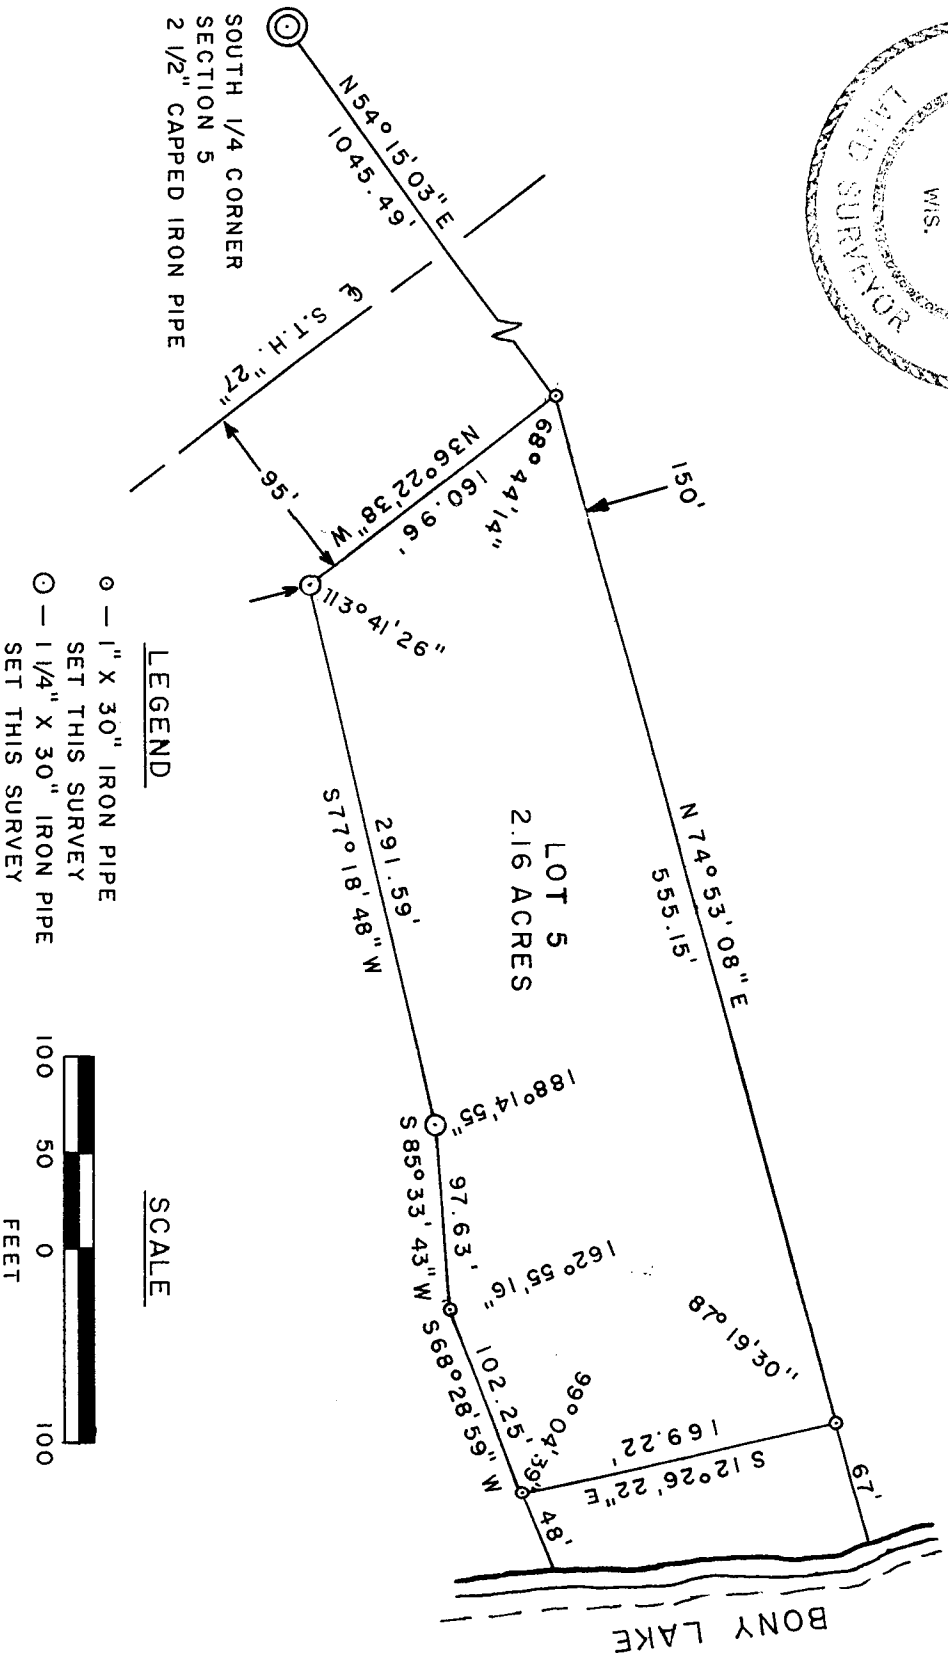 WIS.
LAND SURVEYOR
SOUTH 1/4 CORNER
SECTION 5
2 1/2" CAPPED IRON PIPE
N54°15'03"E
1045.49'
℄ S.T.H. "27"
95'
N36°22'38"W
160.96'
68°44'14"
150'
113°41'26"
N 74°53'08"E
555.15'
LOT 5
2.16 ACRES
291.59'
S77°18'48"W
188°14'55"
97.63'
S 85°33'43"W
162°55'16"
102.25'
S68°28'59"W
99°04'39"
87°19'30"
169.22'
S12°26'22"E
67'
48'
BONY LAKE
LEGEND
⊙ — 1" X 30" IRON PIPE
SET THIS SURVEY
⊙ — 1 1/4" X 30" IRON PIPE
SET THIS SURVEY
SCALE
100 50 0 100
FEET